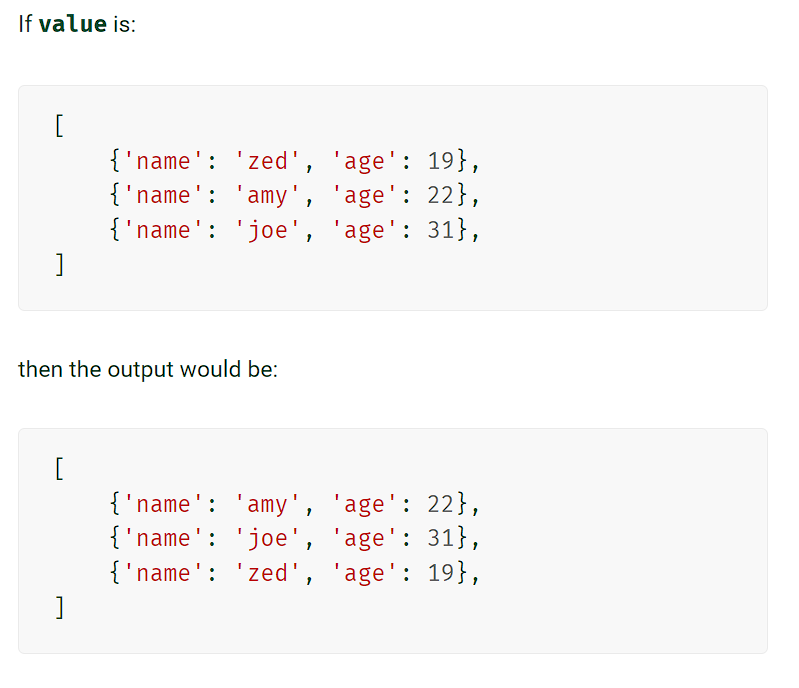 If value is:
[
    {'name': 'zed', 'age': 19},
    {'name': 'amy', 'age': 22},
    {'name': 'joe', 'age': 31},
]
then the output would be:
[
    {'name': 'amy', 'age': 22},
    {'name': 'joe', 'age': 31},
    {'name': 'zed', 'age': 19},
]